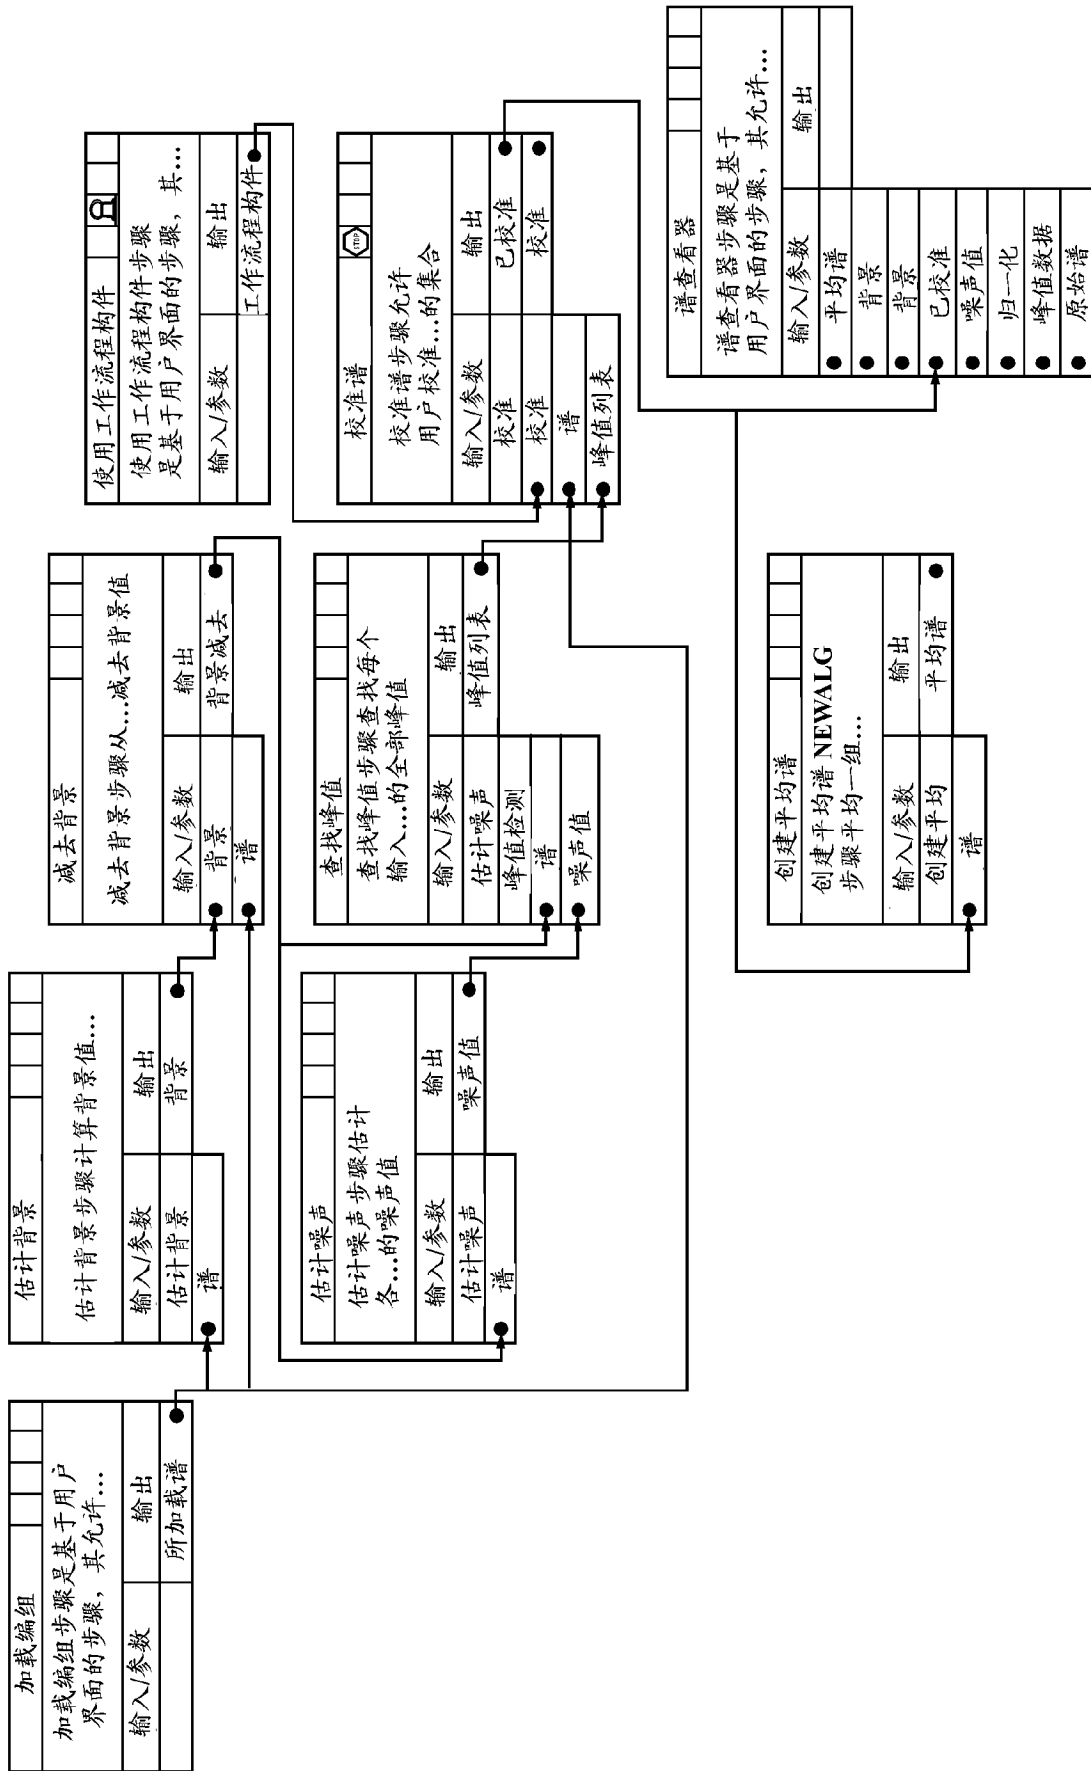 加载编组
加载编组步骤是基于用户
界面的步骤，其允许...
输入/参数
输出
所加载谱
估计背景
估计背景步骤计算背景值...
输入/参数
输出
估计背景
背景
谱
减去背景
减去背景步骤从...减去背景值
输入/参数
输出
背景
背景减去
谱
使用工作流程构件
使用工作流程构件步骤
是基于用户界面的步骤，其...
输入/参数
输出
工作流程构件
估计噪声
估计噪声步骤估计
各...的噪声值
输入/参数
输出
估计噪声
噪声值
谱
查找峰值
查找峰值步骤查找每个
输入...的全部峰值
输入/参数
输出
估计噪声
峰值列表
峰值检测
谱
噪声值
校准谱
STOP
校准谱步骤允许
用户校准...的集合
输入/参数
输出
校准
已校准
校准
校准
谱
峰值列表
创建平均谱
创建平均谱 NEWALG
步骤平均一组...
输入/参数
输出
创建平均
平均谱
谱
谱查看器
谱查看器步骤是基于
用户界面的步骤，其允许...
输入/参数
输出
平均谱
背景
背景
已校准
噪声值
归一化
峰值数据
原始谱